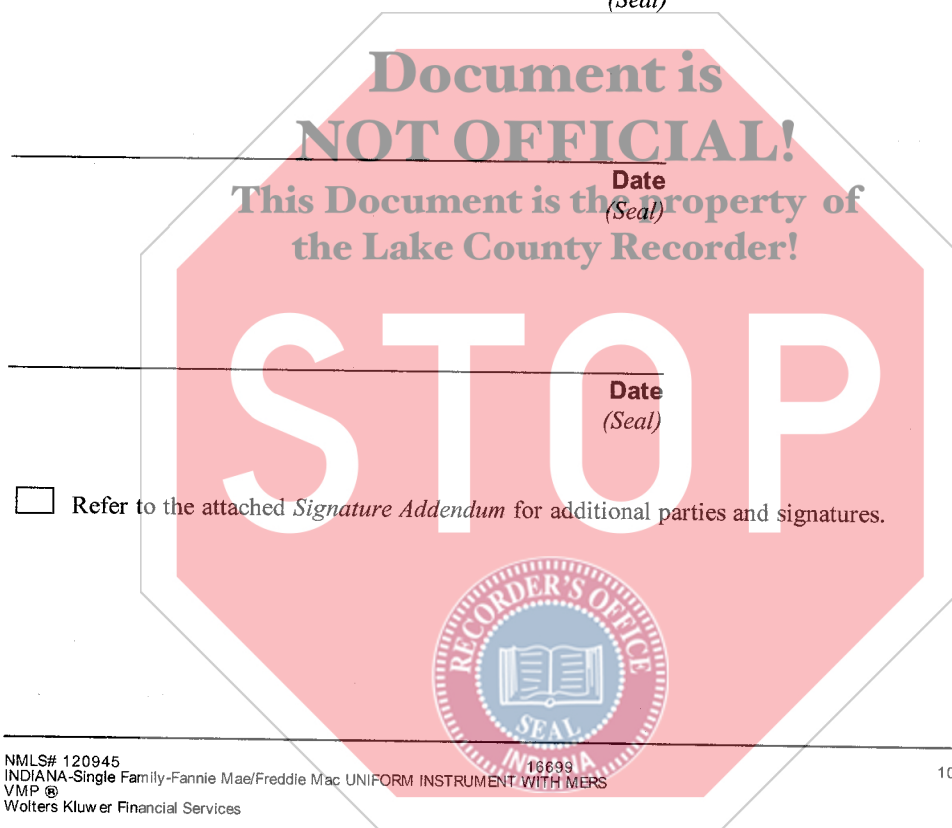 (Seal)
Document is
NOT OFFICIAL!
Date
This Document is the property of
(Seal)
the Lake County Recorder!
STOP
Date
(Seal)
Refer to the attached Signature Addendum for additional parties and signatures.
RECORDER'S OFFICE
SEAL
INDIANA
NMLS# 120945
16699
INDIANA-Single Family-Fannie Mae/Freddie Mac UNIFORM INSTRUMENT WITH MERS
10
VMP ®
Wolters Kluwer Financial Services